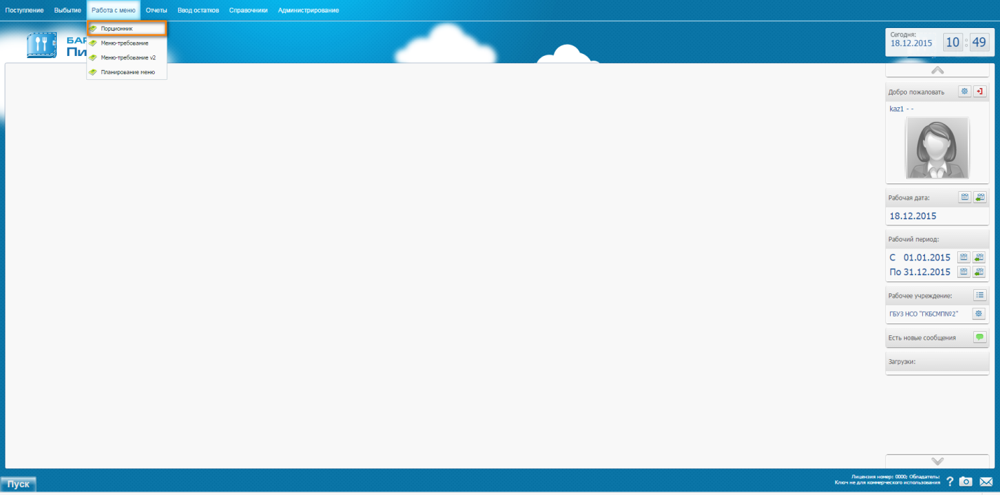 Поступление Выбытие Работа с меню Отчеты Ввод остатков Справочники Администрирование
Порционник
Меню-требование
Меню-требование v2
Планирование меню
БАР
Пи
Сегодня:
18.12.2015 10 : 49
Добро пожаловать
kaz1 - -
Рабочая дата:
18.12.2015
Рабочий период:
С 01.01.2015
По 31.12.2015
Рабочее учреждение:
ГБУЗ НСО "ГКБСМП№2"
Есть новые сообщения
Загрузки:
Пуск
Лицензия номер: 0000; Обладатель:
Ключ не для коммерческого использования
?